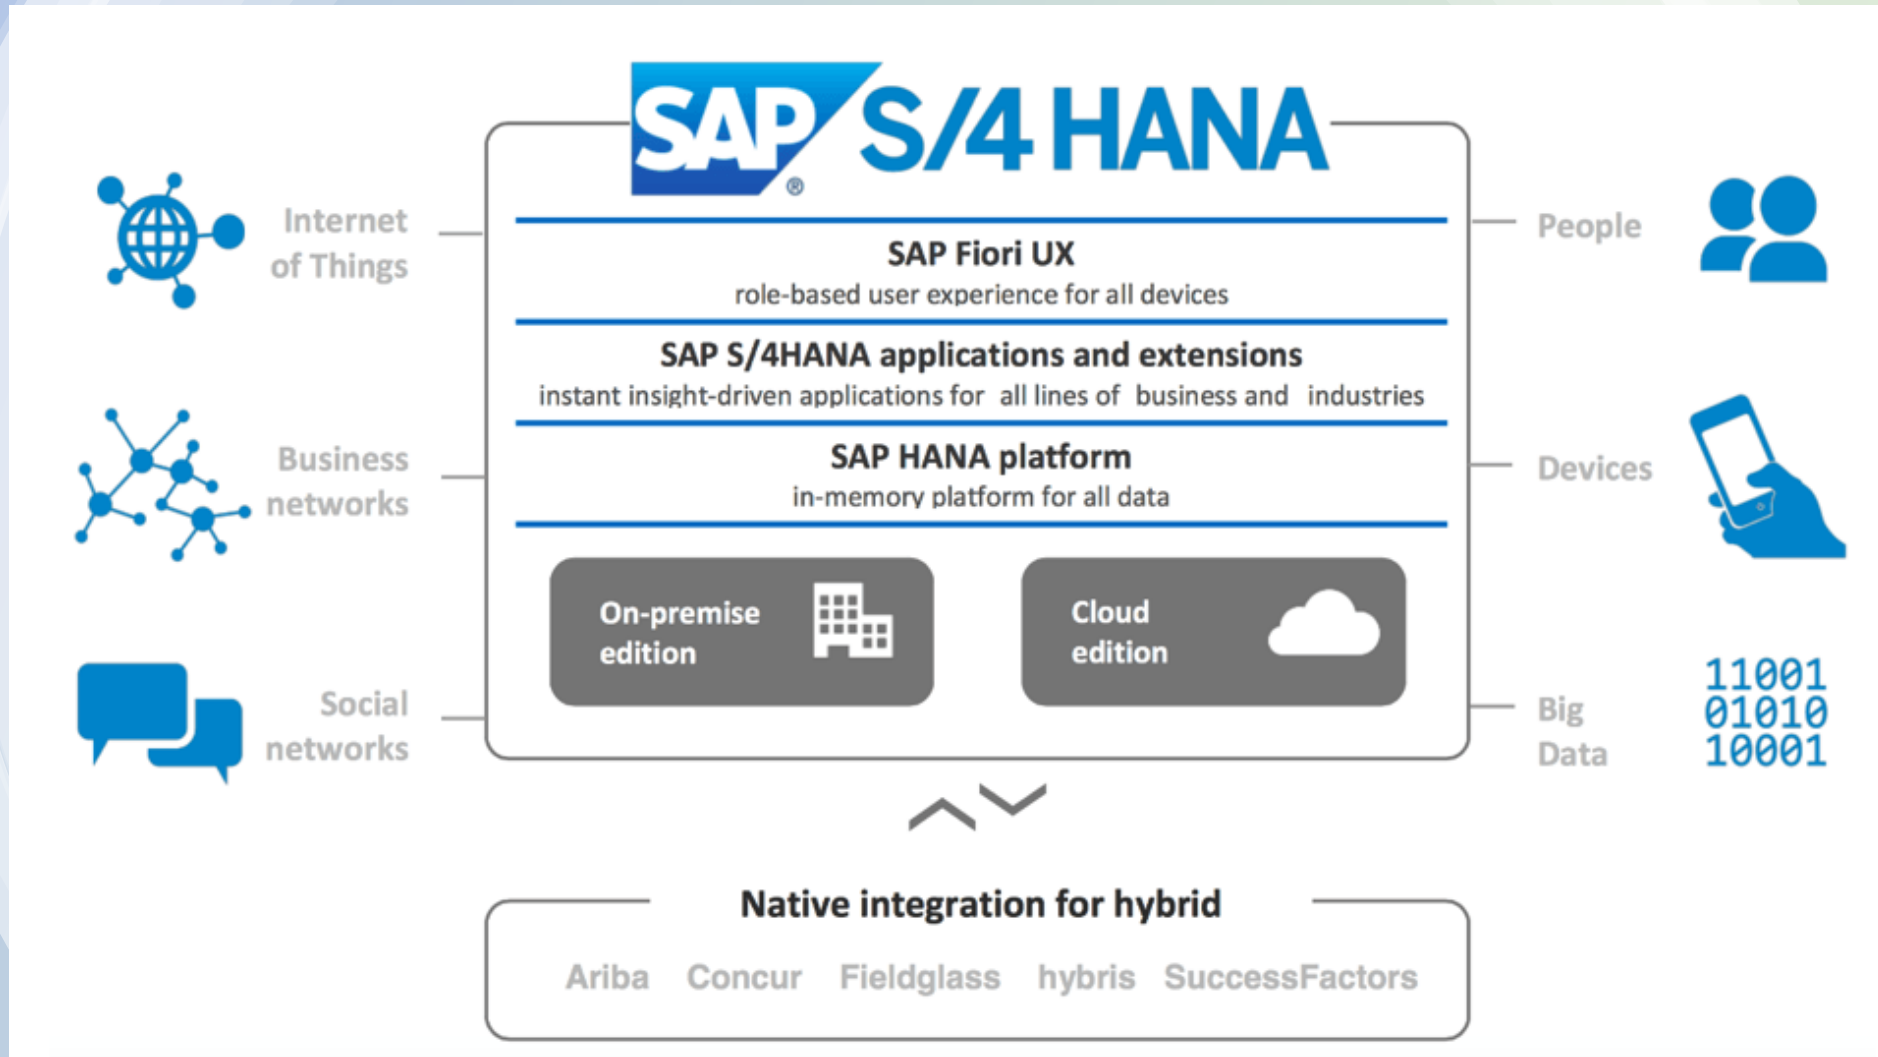 SAP® S/4 HANA
Internet
of Things
Business
networks
Social
networks
SAP Fiori UX
role-based user experience for all devices
SAP S/4HANA applications and extensions
instant insight-driven applications for all lines of business and industries
SAP HANA platform
in-memory platform for all data
On-premise
edition
Cloud
edition
People
Devices
Big
Data
11001
01010
10001
Native integration for hybrid
Ariba Concur Fieldglass hybris SuccessFactors